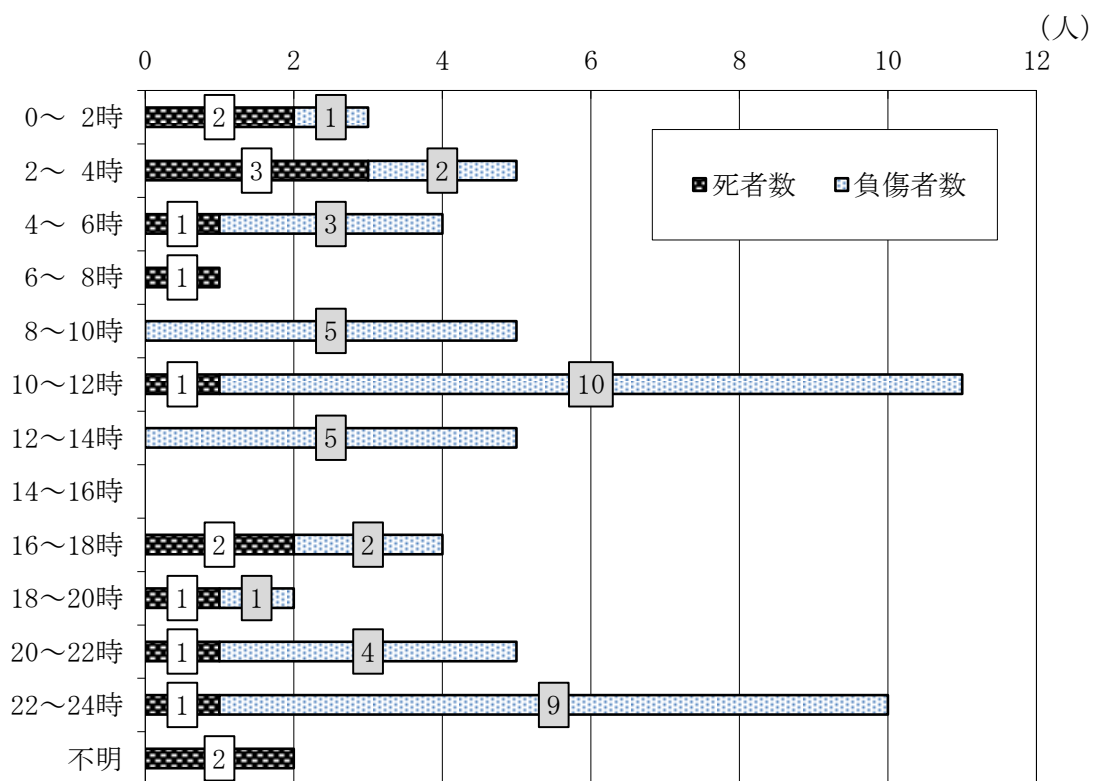 (人)
0 2 4 6 8 10 12
0～ 2時 2 1
2～ 4時 3 2
■死者数 ■負傷者数
4～ 6時 1 3
6～ 8時 1
8～10時 5
10～12時 1 10
12～14時 5
14～16時
16～18時 2 2
18～20時 1 1
20～22時 1 4
22～24時 1 9
不明 2